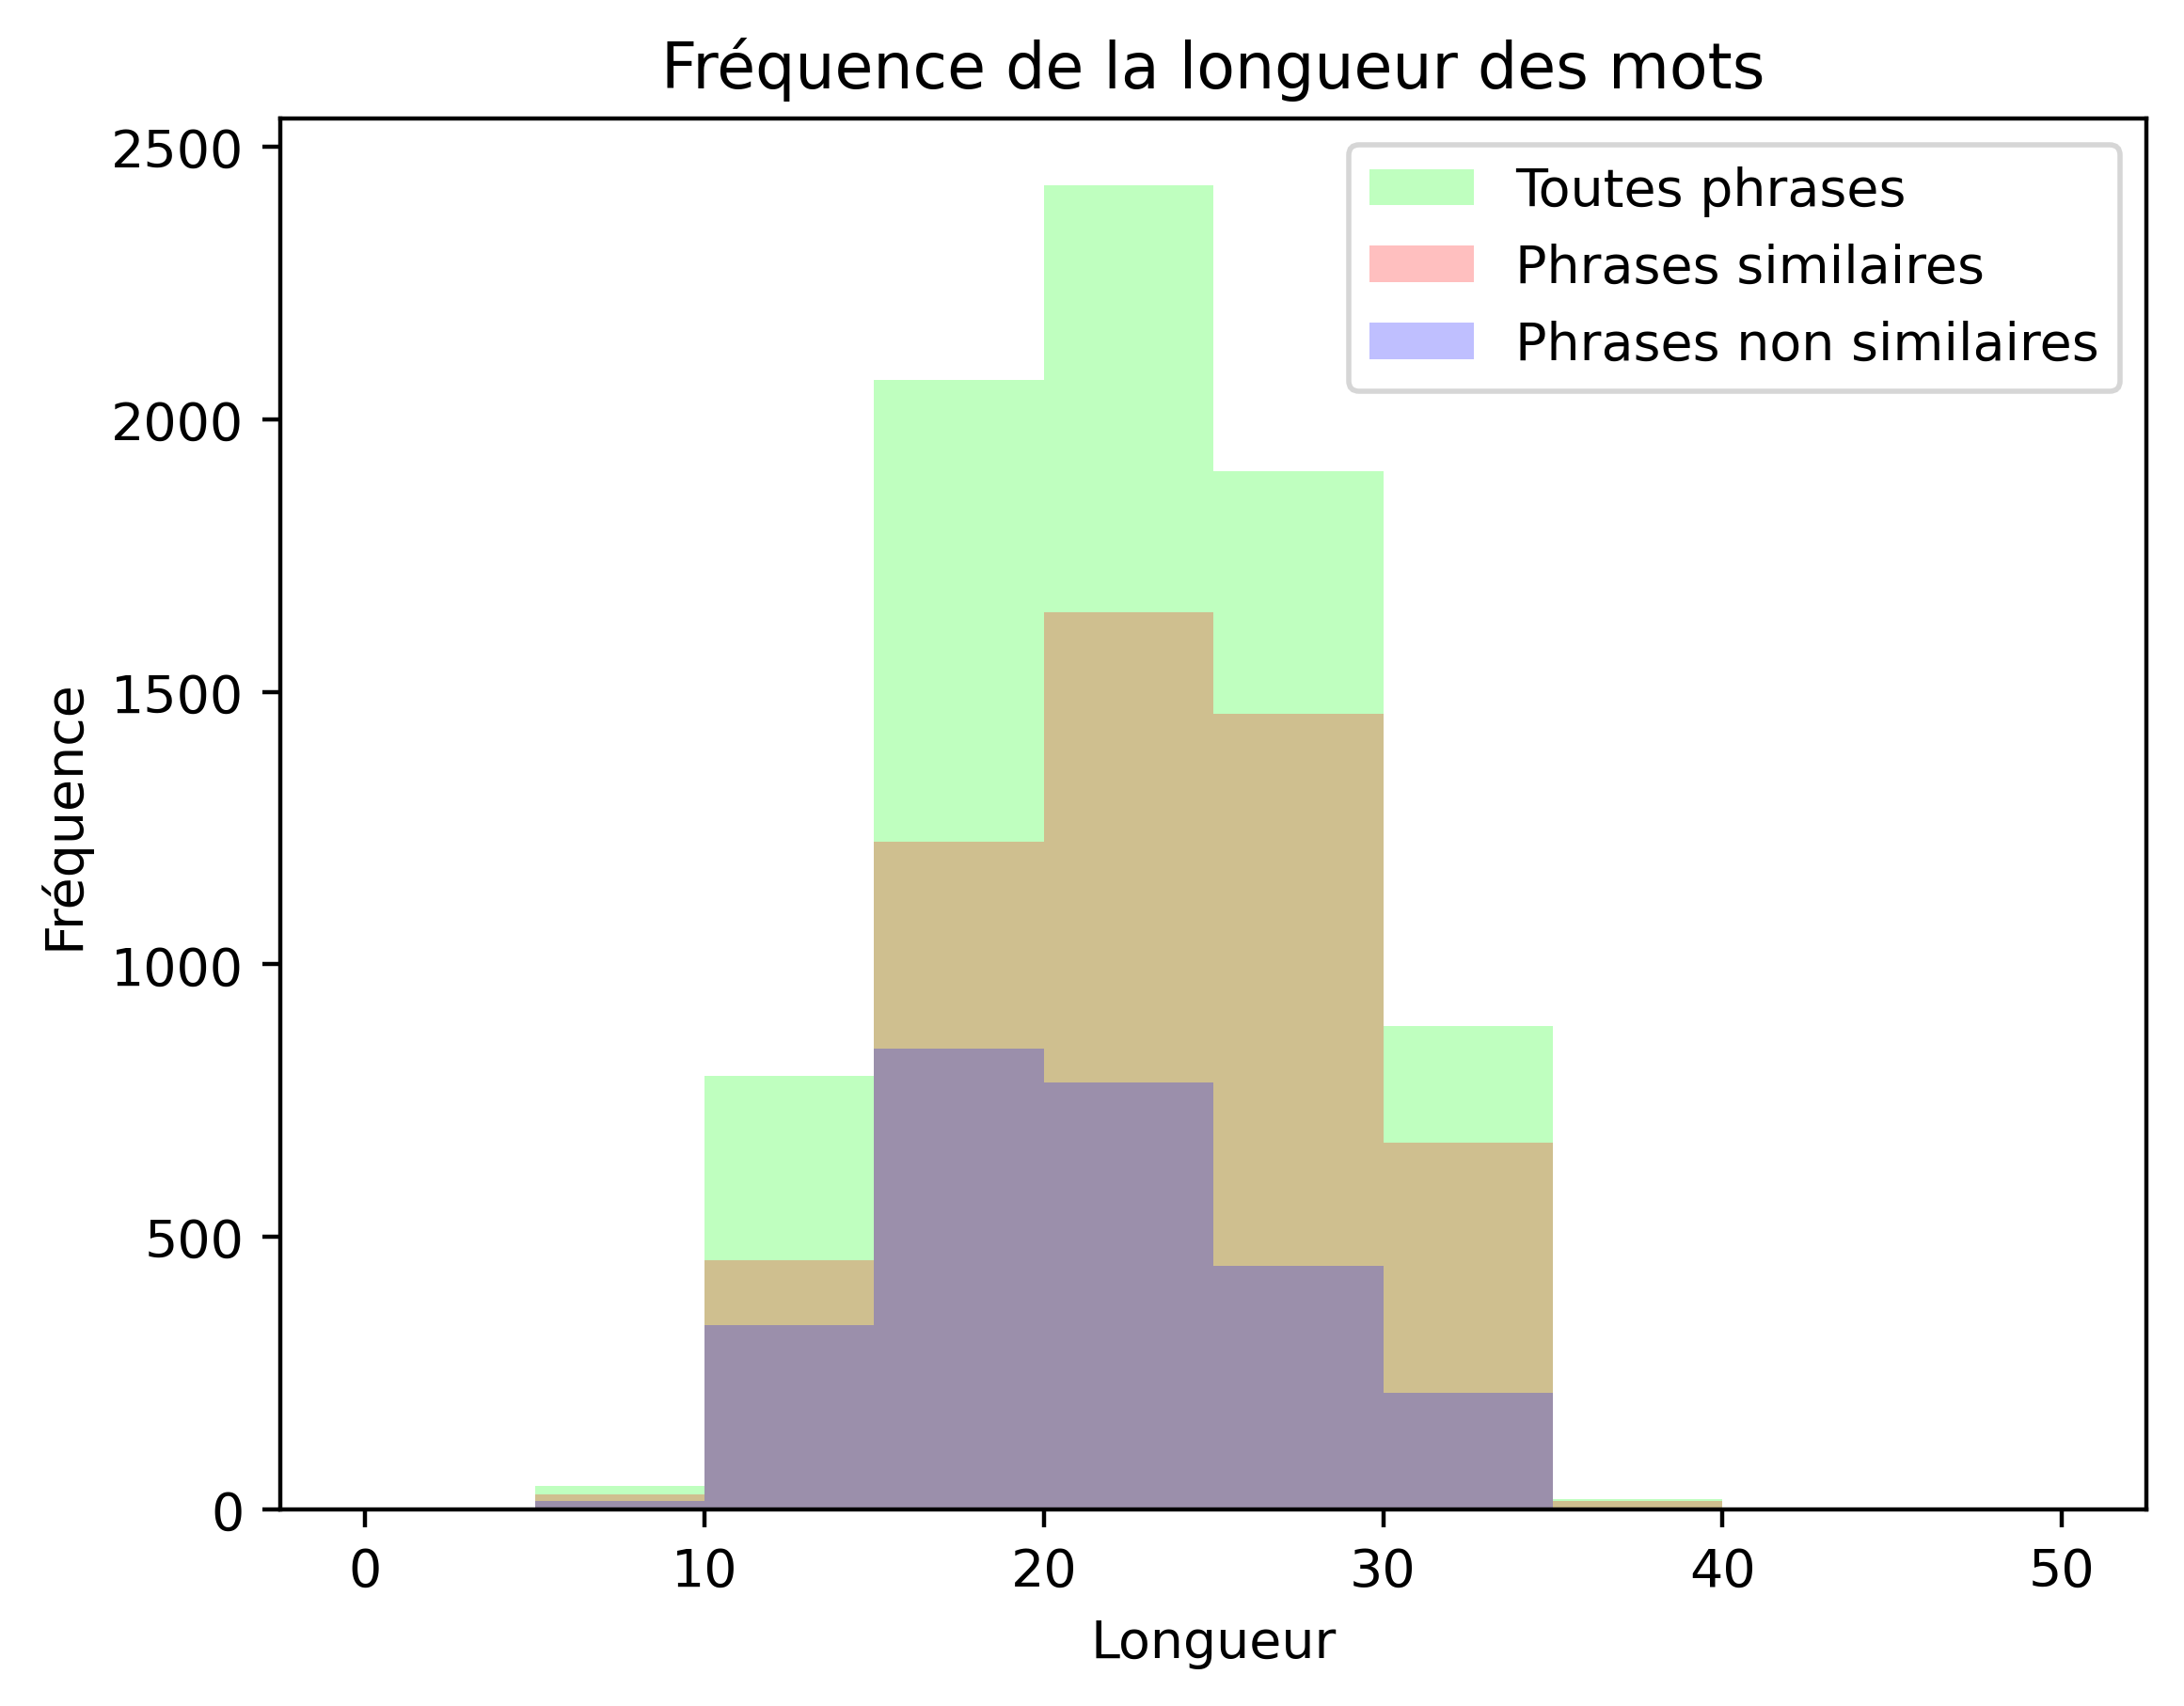 Fréquence de la longueur des mots
2500
2000
1500
1000
500
0
Fréquence
Toutes phrases
Phrases similaires
Phrases non similaires
0 10 20 30 40 50
Longueur